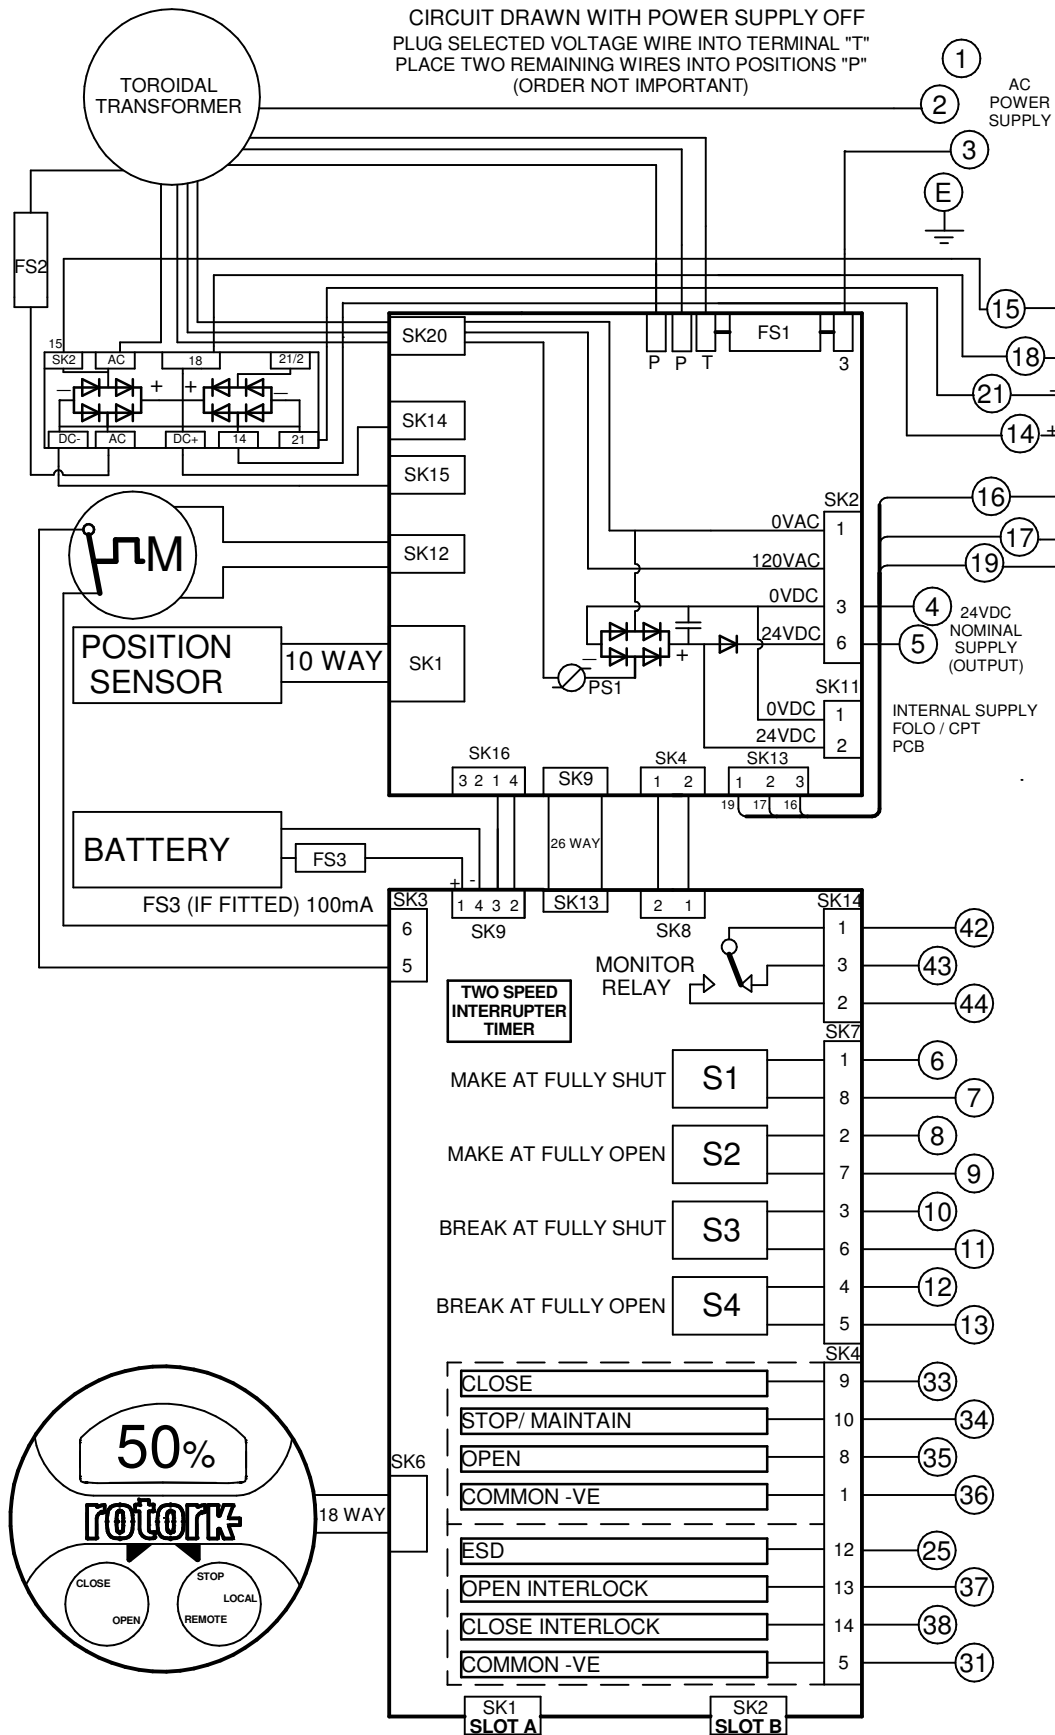 CIRCUIT DRAWN WITH POWER SUPPLY OFF
PLUG SELECTED VOLTAGE WIRE INTO TERMINAL "T"
PLACE TWO REMAINING WIRES INTO POSITIONS "P"
(ORDER NOT IMPORTANT)
TOROIDAL
TRANSFORMER
1
2
3
E
AC
POWER
SUPPLY
FS2
15
SK2
AC
18
21/2
− + + −
DC-
AC
DC+
14
21
SK20
SK14
SK15
SK12
SK1
P
P
T
FS1
3
15
18
21
-
14
+
16
17
19
SK2
0VAC
1
120VAC
0VDC
3
24VDC
6
4
5
24VDC
NOMINAL
SUPPLY
(OUTPUT)
− +
PS1
SK11
0VDC
1
24VDC
2
INTERNAL SUPPLY
FOLO / CPT
PCB
M
POSITION
SENSOR
10 WAY
SK16
3 2 1 4
SK9
SK4
1 2
SK13
1 2 3
19 17 16
BATTERY
FS3
26 WAY
FS3 (IF FITTED) 100mA
+ -
SK3
6
5
1 4 3 2
SK9
SK13
2 1
SK8
SK14
1
3
2
42
43
44
MONITOR
RELAY
TWO SPEED
INTERRUPTER
TIMER
SK7
MAKE AT FULLY SHUT
S1
1
8
6
7
MAKE AT FULLY OPEN
S2
2
7
8
9
BREAK AT FULLY SHUT
S3
3
6
10
11
BREAK AT FULLY OPEN
S4
4
5
12
13
SK4
CLOSE
9
33
STOP/ MAINTAIN
10
34
OPEN
8
35
COMMON -VE
1
36
ESD
12
25
OPEN INTERLOCK
13
37
CLOSE INTERLOCK
14
38
COMMON -VE
5
31
50%
rotork
CLOSE
OPEN
STOP
LOCAL
REMOTE
18 WAY
SK6
SK1
SLOT A
SK2
SLOT B